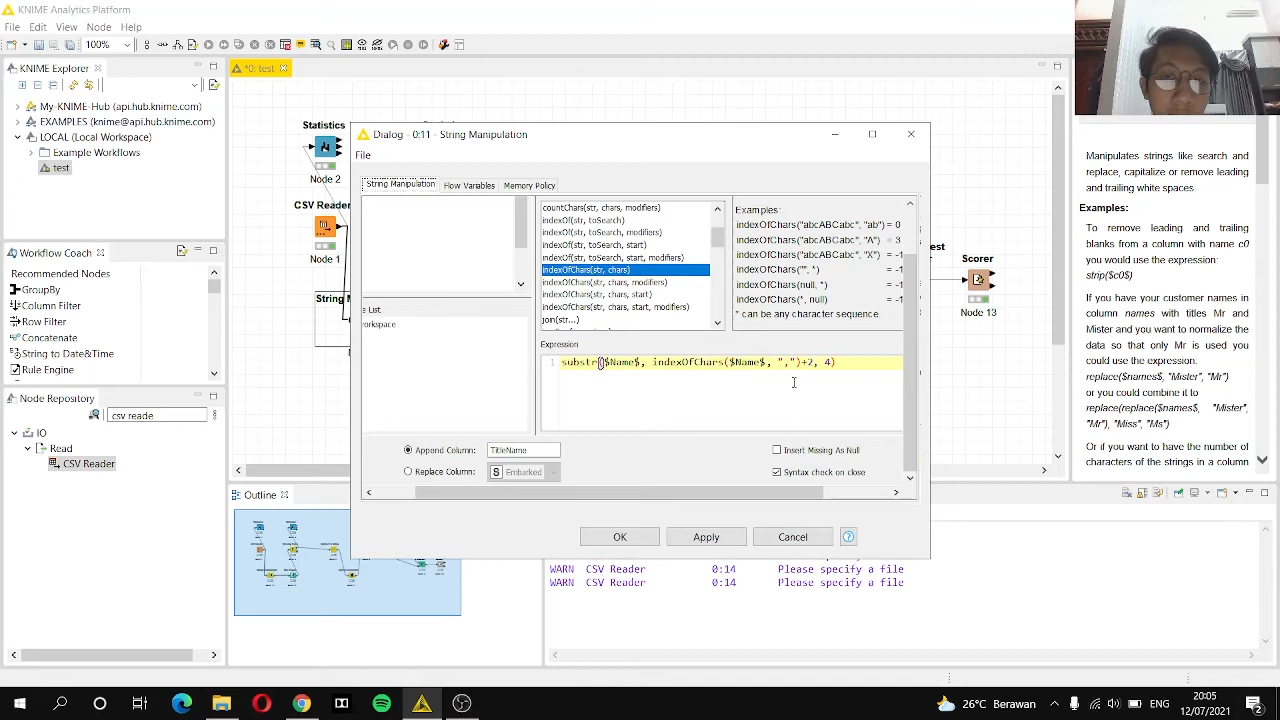 KNIME Analytics Platform
File Edit View Node Help
100%
KNIME Explorer
My-KNIME-Hub (api.hub.knime.com)
EXAMPLES (knime@api.hub.knime.com)
LOCAL (Local Workspace)
Example Workflows
test
Workflow Coach
Recommended Nodes
GroupBy
Column Filter
Row Filter
Concatenate
String to Date&Time
Rule Engine
Node Repository
csv reade
IO
Read
CSV Reader
*0: test
Statistics
Node 2
CSV Reader
Node 1
String M
Scorer
Node 13
Outline
Dialog - 0:11 - String Manipulation
File
String Manipulation Flow Variables Memory Policy
e List
orkspace
countChars(str, chars, modifiers)
indexOf(str, toSearch)
indexOf(str, toSearch, modifiers)
indexOf(str, toSearch, start)
indexOf(str, toSearch, start, modifiers)
indexOfChars(str, chars)
indexOfChars(str, chars, modifiers)
indexOfChars(str, chars, start)
indexOfChars(str, chars, start, modifiers)
join(str...)
Examples:
indexOfChars("abcABCabc", "ab") = 0
indexOfChars("abcABCabc", "A") = 3
indexOfChars("abcABCabc", "X") = -1
indexOfChars("", *) = -1
indexOfChars(null, *) = -1
indexOfChars(*, null) = -1
* can be any character sequence.
Expression
1 substr($Name$, indexOfChars($Name$, ",")+2, 4)
Append Column: TitleName
Insert Missing As Null
Replace Column: S Embarked
Syntax check on close
OK Apply Cancel
WARN CSV Reader 0:14 Please specify a file
WARN CSV Reader 0:14 Please specify a file
Manipulates strings like search and
replace, capitalize or remove leading
and trailing white spaces.
Examples:
To remove leading and trailing
blanks from a column with name c0
you would use the expression:
strip($c0$)
If you have your customer names in
column names with titles Mr and
Mister and you want to normalize the
data so that only Mr is used you
could use the expression:
replace($names$, "Mister", "Mr")
or you could combine it to
replace(replace($names$, "Mister",
"Mr"), "Miss", "Ms")
Or if you want to have the number of
characters of the strings in a column
26°C Berawan
ENG
20:05
12/07/2021
2